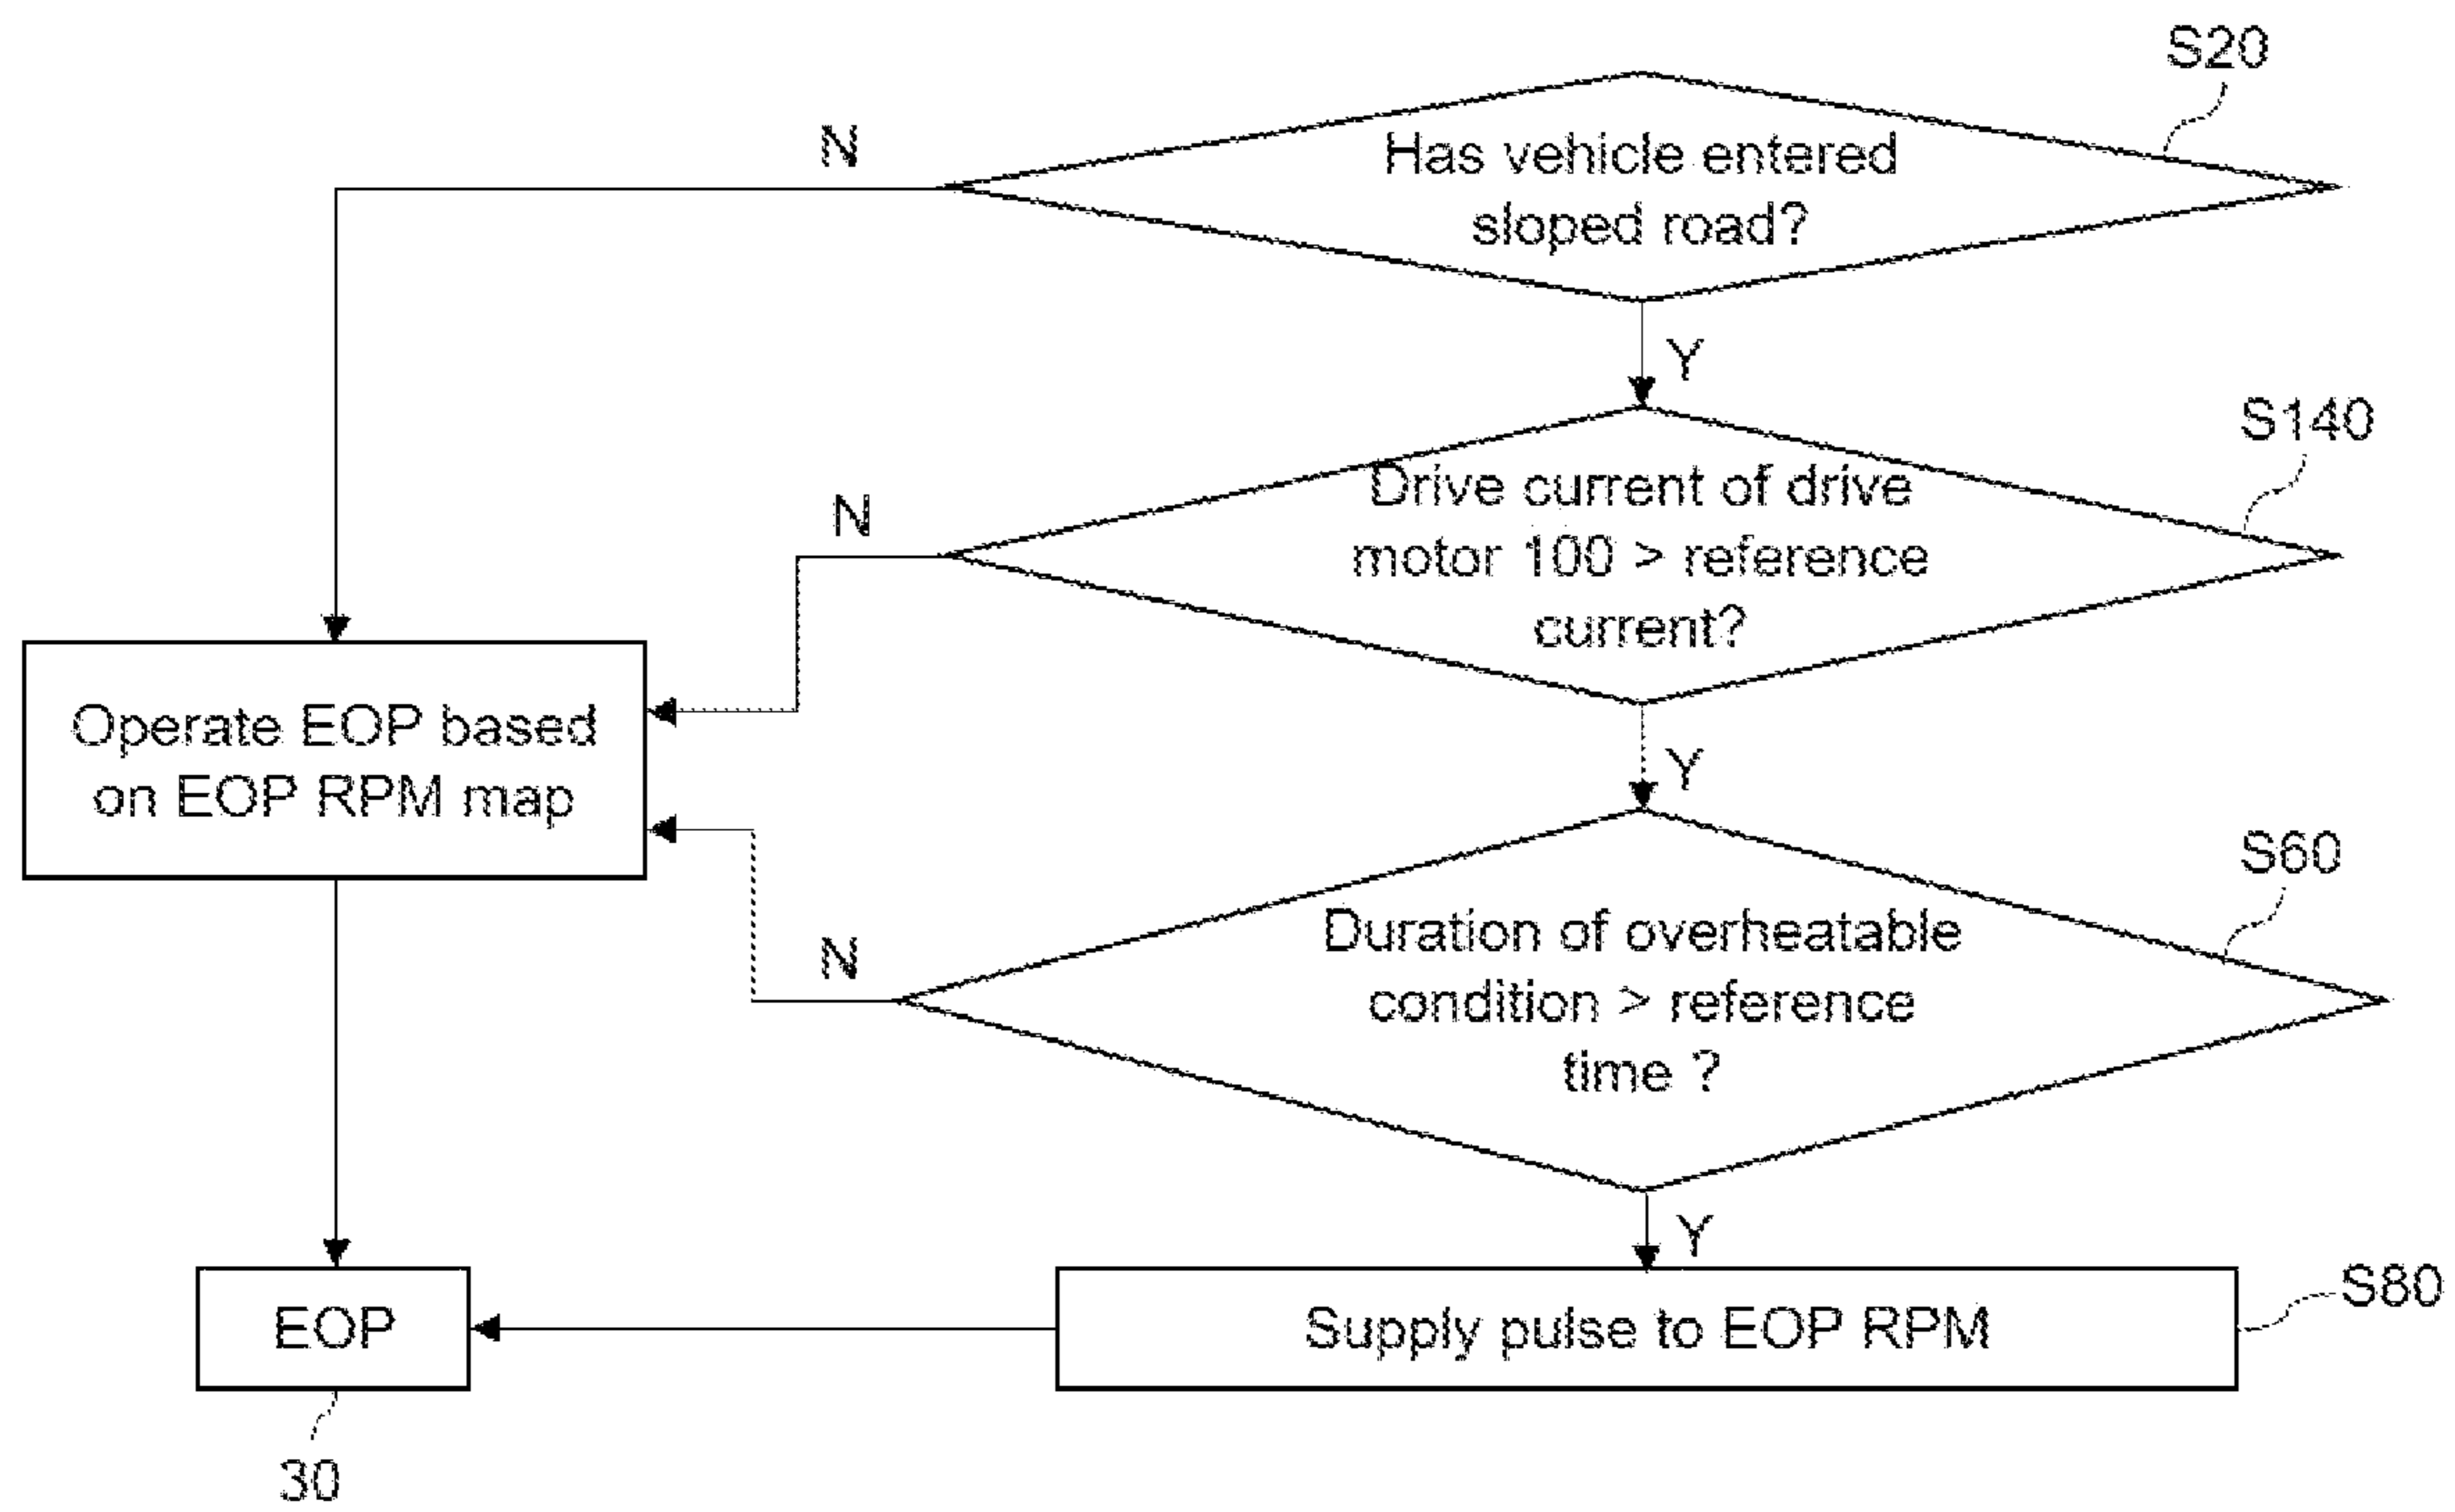 S20
N
Has vehicle entered
sloped road?
Y
S140
N
Drive current of drive
motor 100 > reference
current?
Operate EOP based
on EOP RPM map
Y
S60
N
Duration of overheatable
condition > reference
time ?
Y
S80
EOP
Supply pulse to EOP RPM
30